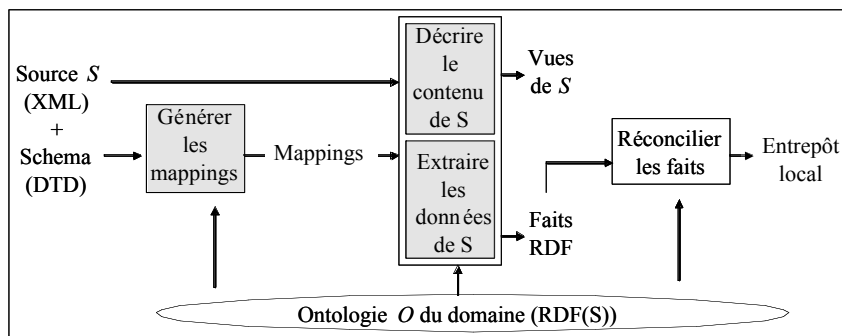 Source S
(XML)
+
Schema
(DTD)
Générer
les
mappings
Mappings
Décrire
le
contenu
de S
Extraire
les
données
de S
Vues
de S
Faits
RDF
Réconcilier
les faits
Entrepôt
local
Ontologie O du domaine (RDF(S))